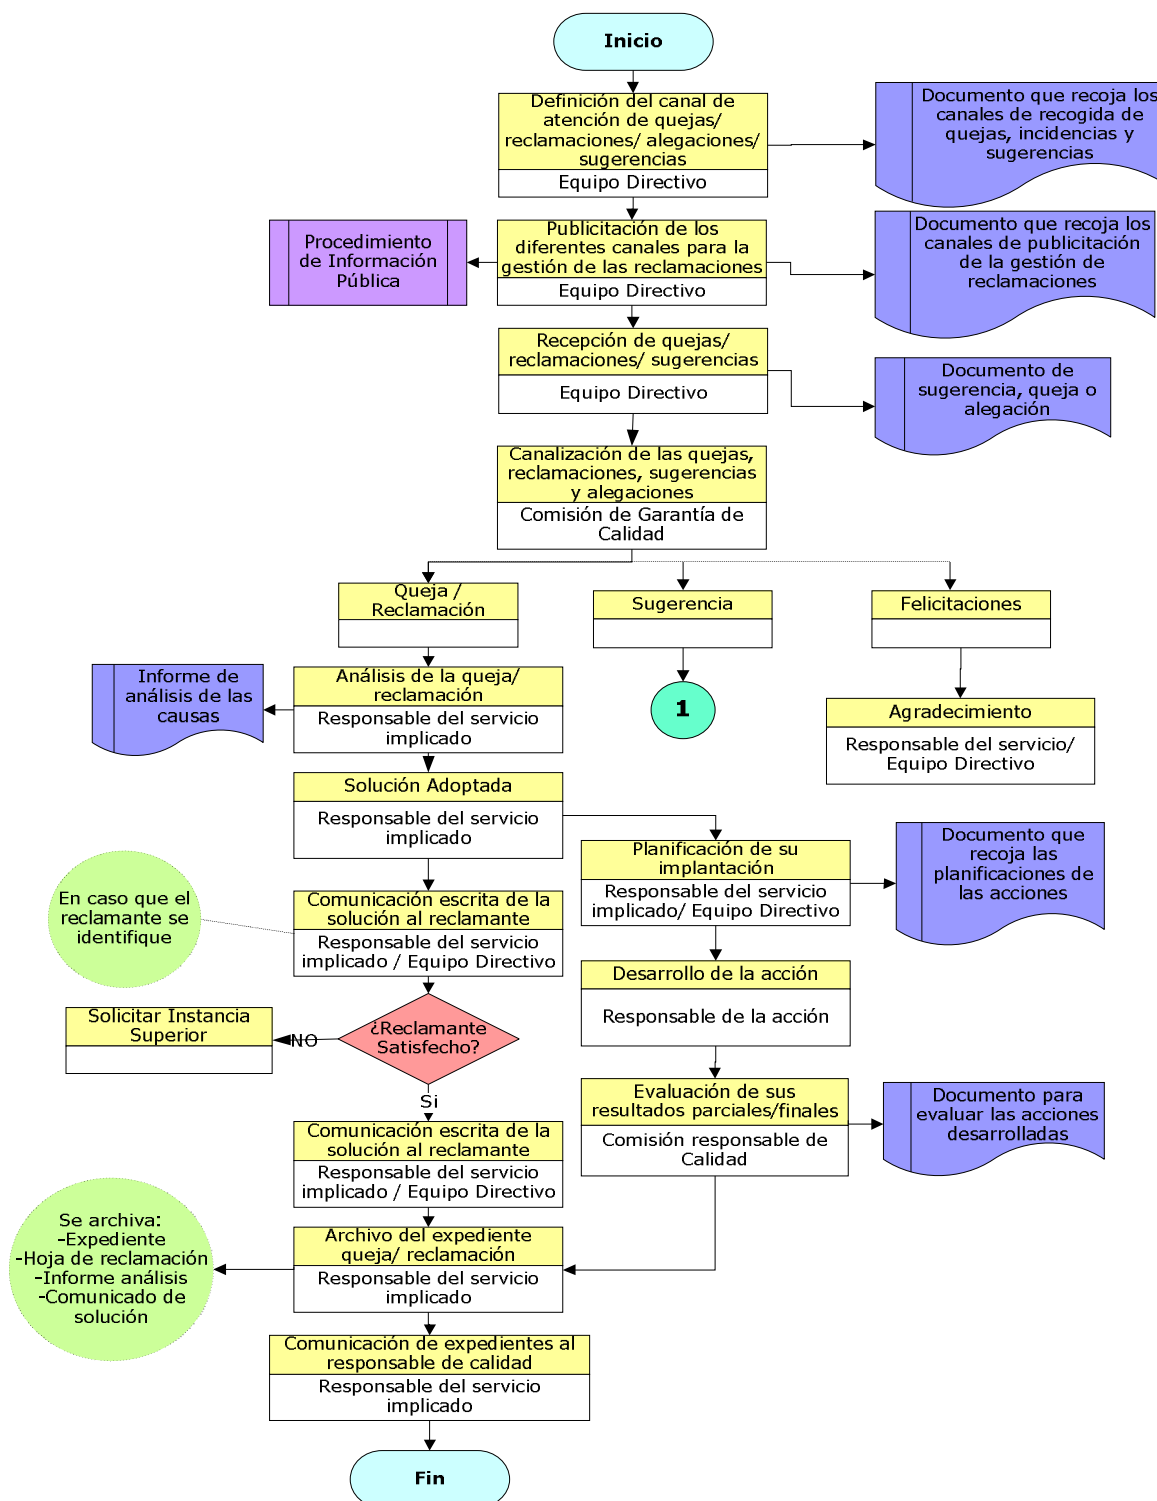 Inicio
Definición del canal de
atención de quejas/
reclamaciones/ alegaciones/
sugerencias
Equipo Directivo
Documento que recoja los
canales de recogida de
quejas, incidencias y
sugerencias
Publicitación de los
diferentes canales para la
gestión de las reclamaciones
Equipo Directivo
Procedimiento
de Información
Pública
Documento que recoja los
canales de publicitación
de la gestión de
reclamaciones
Recepción de quejas/
reclamaciones/ sugerencias
Equipo Directivo
Documento de
sugerencia, queja o
alegación
Canalización de las quejas,
reclamaciones, sugerencias
y alegaciones
Comisión de Garantía de
Calidad
Queja /
Reclamación
Sugerencia
Felicitaciones
Informe de
análisis de las
causas
Análisis de la queja/
reclamación
Responsable del servicio
implicado
1
Agradecimiento
Responsable del servicio/
Equipo Directivo
Solución Adoptada
Responsable del servicio
implicado
Planificación de su
implantación
Responsable del servicio
implicado/ Equipo Directivo
Documento que
recoja las
planificaciones de
las acciones
En caso que el
reclamante se
identifique
Comunicación escrita de la
solución al reclamante
Responsable del servicio
implicado / Equipo Directivo
Desarrollo de la acción
Responsable de la acción
Solicitar Instancia
Superior
NO
¿Reclamante
Satisfecho?
Si
Evaluación de sus
resultados parciales/finales
Comisión responsable de
Calidad
Documento para
evaluar las acciones
desarrolladas
Comunicación escrita de la
solución al reclamante
Responsable del servicio
implicado / Equipo Directivo
Se archiva:
-Expediente
-Hoja de reclamación
-Informe análisis
-Comunicado de
solución
Archivo del expediente
queja/ reclamación
Responsable del servicio
implicado
Comunicación de expedientes al
responsable de calidad
Responsable del servicio
implicado
Fin